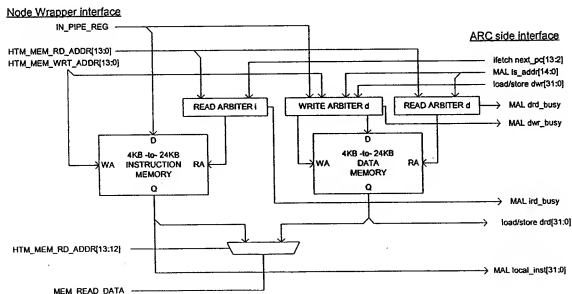 Node Wrapper interface
IN_PIPE_REG
ARC side interface
HTM_MEM_RD_ADDR[13:0]
HTM_MEM_WRT_ADDR[13:0]
ifetch next_pc[13:2]
MAL ls_addr[14:0]
load/store dwr[31:0]
READ ARBITER i
WRITE ARBITER d
READ ARBITER d
MAL drd_busy
MAL dwr_busy
D
4KB -to- 24KB
INSTRUCTION
MEMORY
WA
RA
Q
D
4KB -to- 24KB
DATA
MEMORY
WA
RA
Q
MAL ird_busy
load/store drd[31:0]
HTM_MEM_RD_ADDR[13:12]
MAL local_inst[31:0]
MEM_READ_DATA